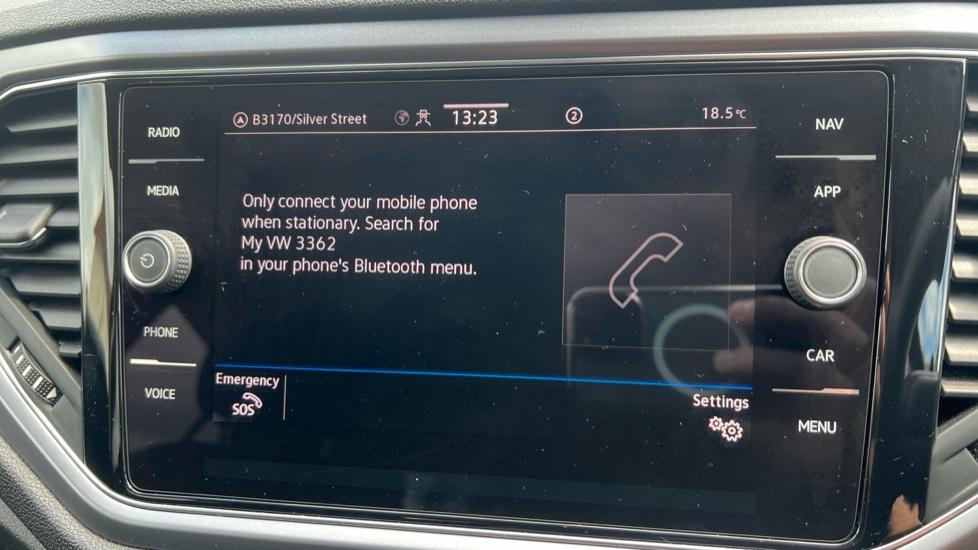 RADIO
MEDIA
PHONE
VOICE
B3170/Silver Street 13:23 2 18.5°C
Only connect your mobile phone
when stationary. Search for
My VW 3362
in your phone's Bluetooth menu.
Emergency
SOS
Settings
NAV
APP
CAR
MENU